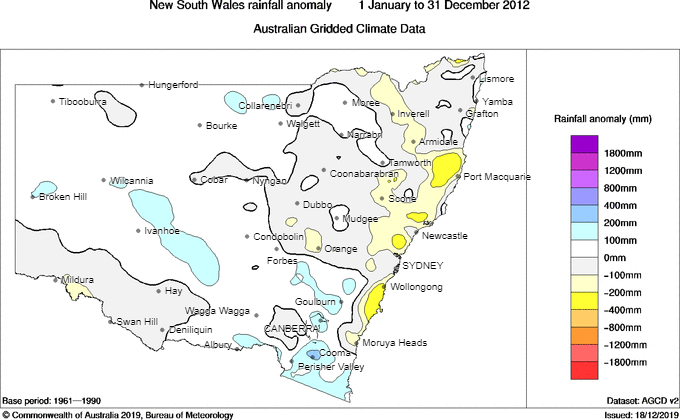 New South Wales rainfall anomaly 1 January to 31 December 2012
Australian Gridded Climate Data
Hungerford
Lismore
Tibooburra
Collarenebri
Moree
Yamba
Inverell
Grafton
Bourke
Walgett
Narrabri
Armidale
Tamworth
Coonabarabran
Port Macquarie
Wilcannia
Cobar
Nyngan
Broken Hill
Scone
Dubbo
Mudgee
Ivanhoe
Condobolin
Newcastle
Orange
Forbes
SYDNEY
Mildura
Wollongong
Hay
Goulburn
Wagga Wagga
Swan Hill
Deniliquin
CANBERRA
Albury
Moruya Heads
Cooma
Perisher Valley
Rainfall anomaly (mm)
1800mm
1200mm
800mm
400mm
200mm
100mm
0mm
−100mm
−200mm
−400mm
−800mm
−1200mm
−1800mm
Base period: 1961—1990
Dataset: AGCD v2
© Commonwealth of Australia 2019, Bureau of Meteorology
Issued: 18/12/2019